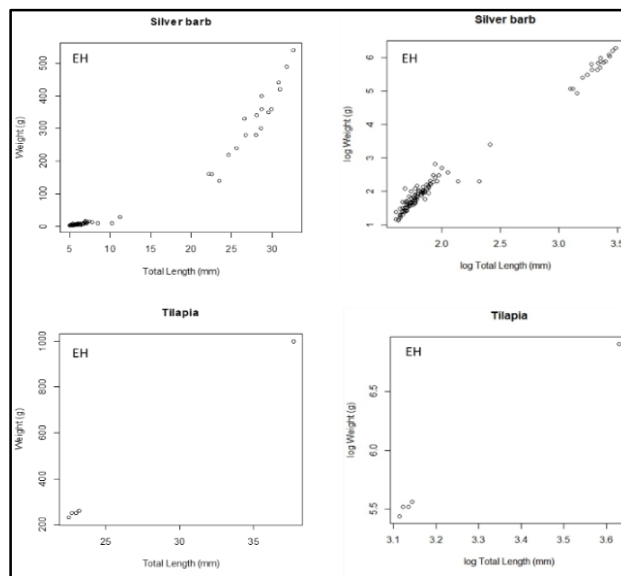 Silver barb
EH
Weight (g)
0 100 200 300 400 500
5 10 15 20 25 30
Total Length (mm)
Silver barb
EH
log Weight (g)
1 2 3 4 5 6
2.0 2.5 3.0 3.5
log Total Length (mm)
Tilapia
EH
Weight (g)
200 400 600 800 1000
25 30 35
Total Length (mm)
Tilapia
EH
log Weight (g)
5.5 6.0 6.5
3.1 3.2 3.3 3.4 3.5 3.6
log Total Length (mm)